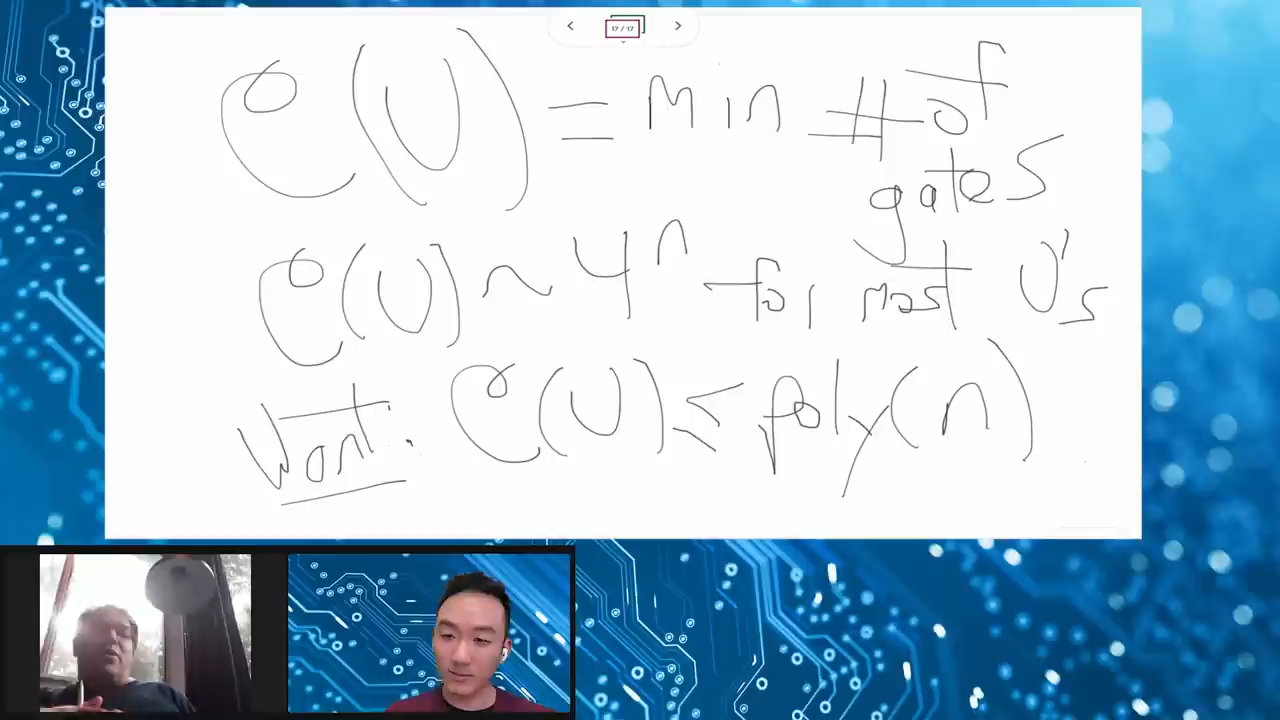 17 / 17
C(U) = Min # of
gates
C(U) ~ 4^n for most U's
Want: C(U) ≤ poly(n)